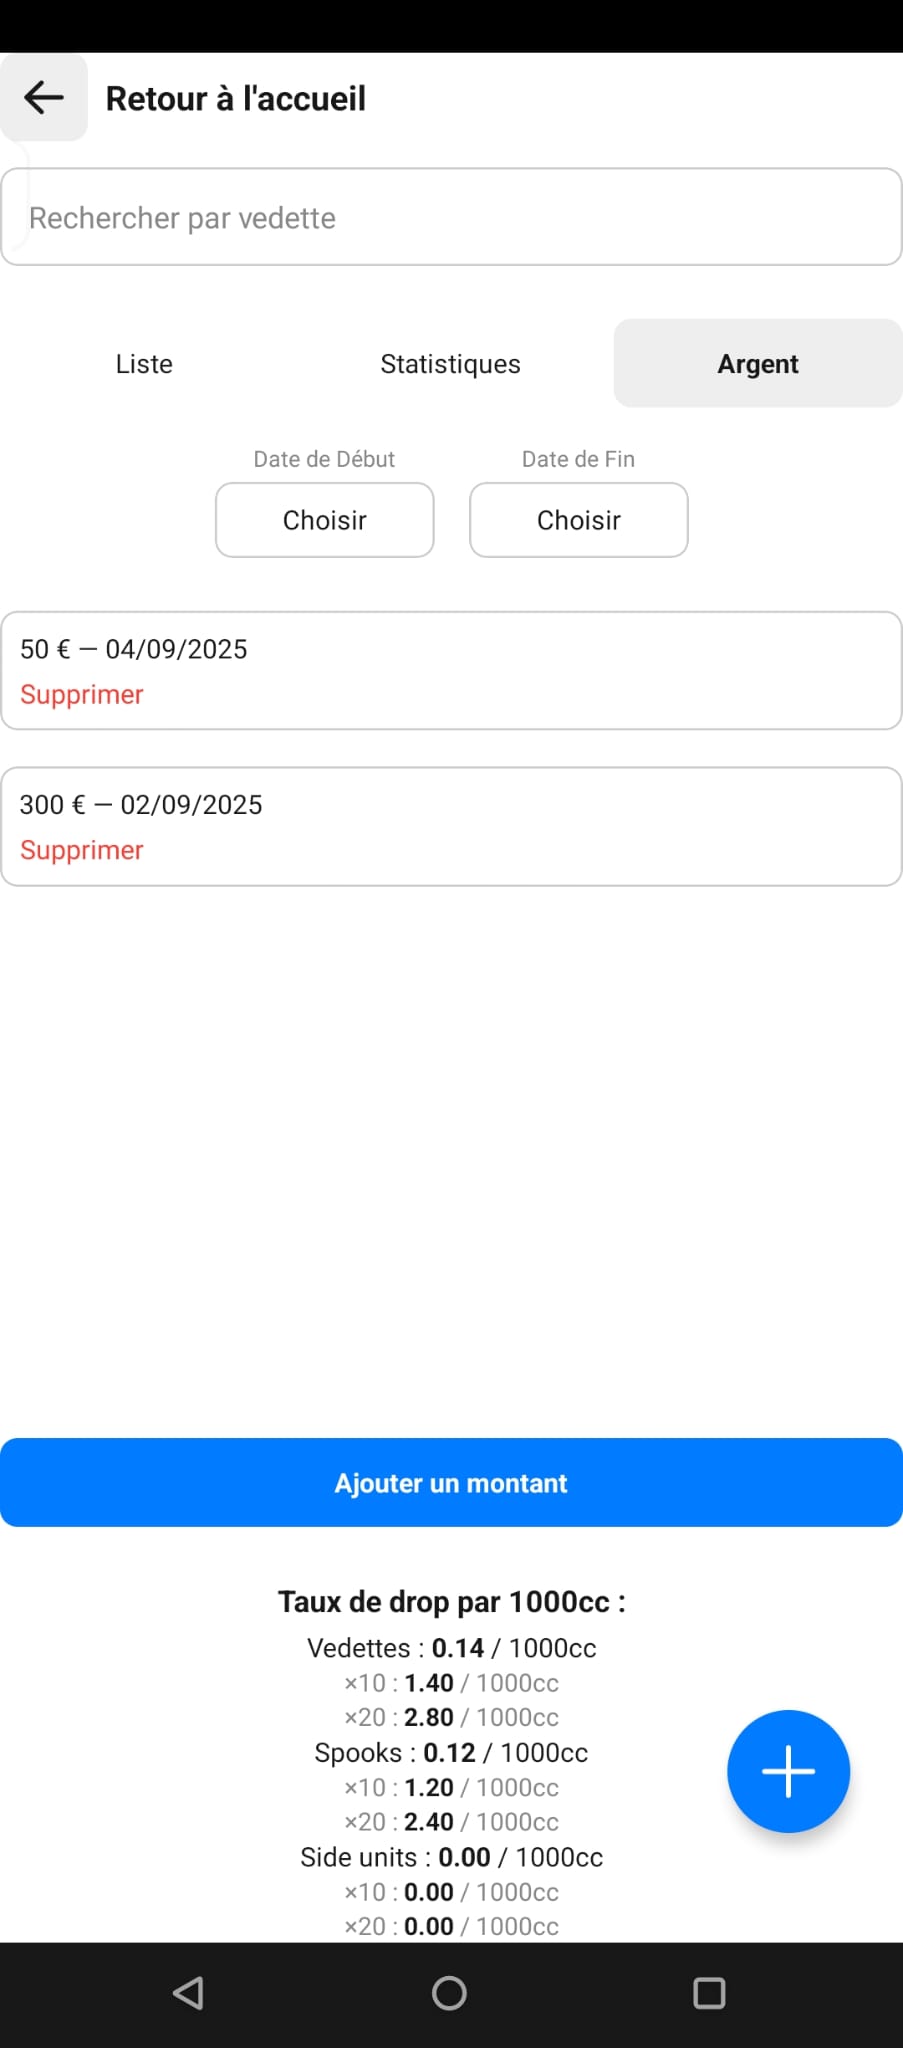 Retour à l'accueil
Rechercher par vedette
Liste Statistiques Argent
Date de Début Date de Fin
Choisir Choisir
50 € — 04/09/2025
Supprimer
300 € — 02/09/2025
Supprimer
Ajouter un montant
Taux de drop par 1000cc :
Vedettes : 0.14 / 1000cc
×10 : 1.40 / 1000cc
×20 : 2.80 / 1000cc
Spooks : 0.12 / 1000cc
×10 : 1.20 / 1000cc
×20 : 2.40 / 1000cc
Side units : 0.00 / 1000cc
×10 : 0.00 / 1000cc
×20 : 0.00 / 1000cc